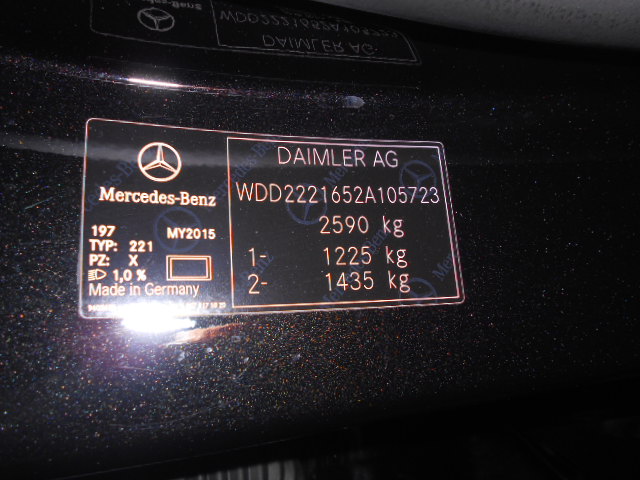 Mercedes-Benz
197 MY2015
TYP: 221
PZ: X
1,0 %
Made in Germany
DAIMLER AG
WDD2221652A105723
2590 kg
1- 1225 kg
2- 1435 kg